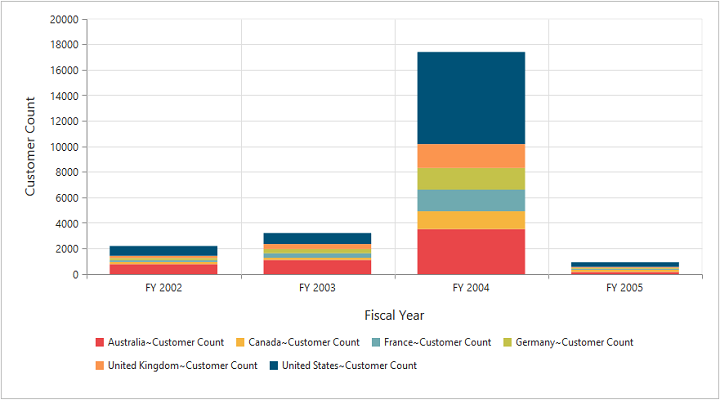 20000
18000
16000
14000
12000
10000
8000
6000
4000
2000
0
Customer Count
FY 2002 FY 2003 FY 2004 FY 2005
Fiscal Year
Australia~Customer Count Canada~Customer Count France~Customer Count Germany~Customer Count
United Kingdom~Customer Count United States~Customer Count